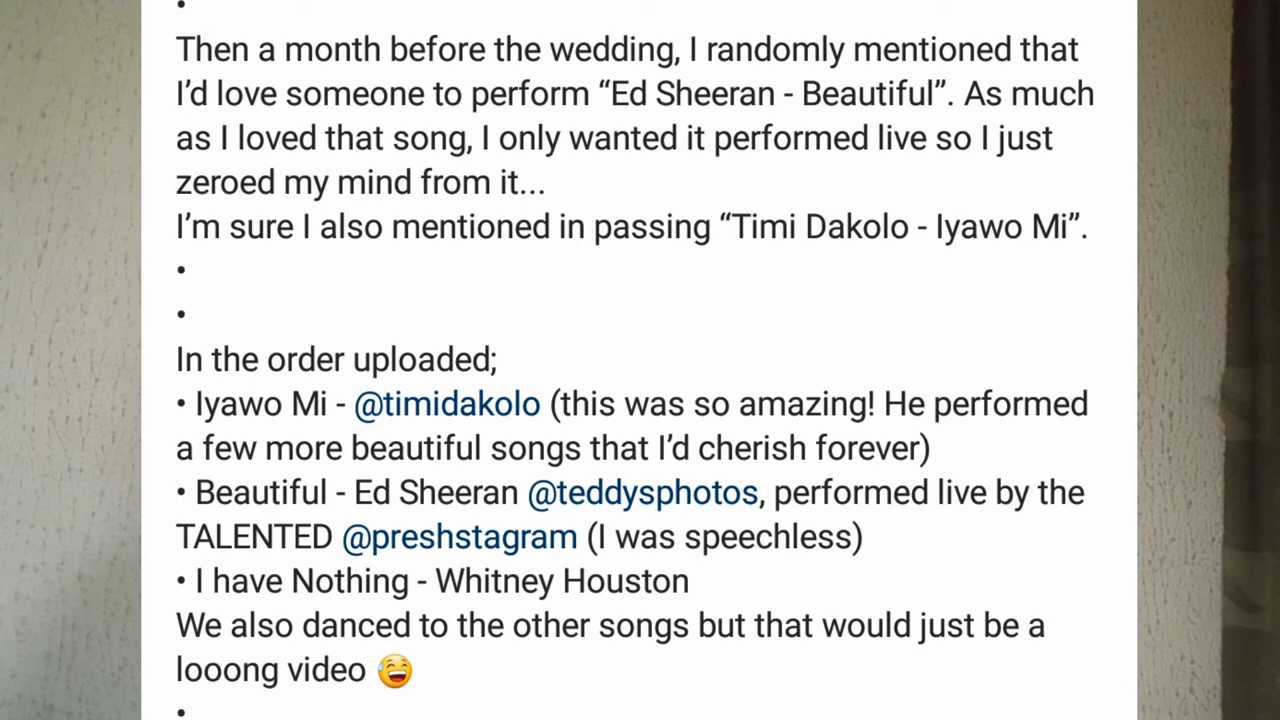 •
Then a month before the wedding, I randomly mentioned that
I’d love someone to perform “Ed Sheeran - Beautiful”. As much
as I loved that song, I only wanted it performed live so I just
zeroed my mind from it...
I’m sure I also mentioned in passing “Timi Dakolo - Iyawo Mi”.
•
•
In the order uploaded;
• Iyawo Mi - @timidakolo (this was so amazing! He performed
a few more beautiful songs that I’d cherish forever)
• Beautiful - Ed Sheeran @teddysphotos, performed live by the
TALENTED @preshstagram (I was speechless)
• I have Nothing - Whitney Houston
We also danced to the other songs but that would just be a
looong video 😅
•